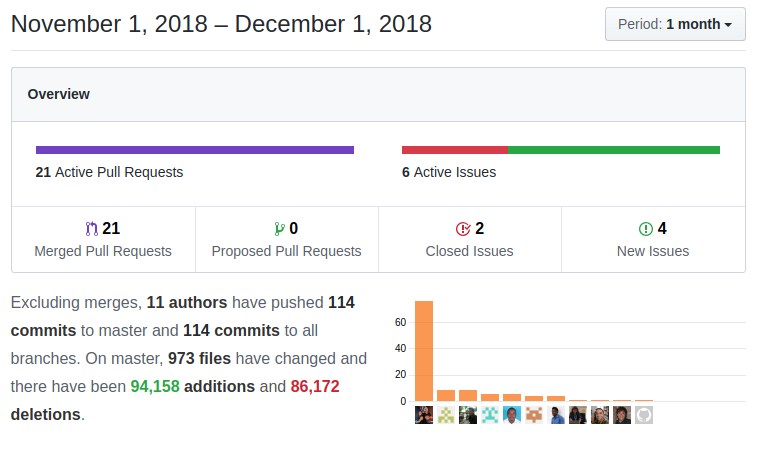 November 1, 2018 – December 1, 2018
Period: 1 month
Overview
21 Active Pull Requests
6 Active Issues
21
Merged Pull Requests
0
Proposed Pull Requests
2
Closed Issues
4
New Issues
Excluding merges, 11 authors have pushed 114
commits to master and 114 commits to all
branches. On master, 973 files have changed and
there have been 94,158 additions and 86,172
deletions.
60
40
20
0